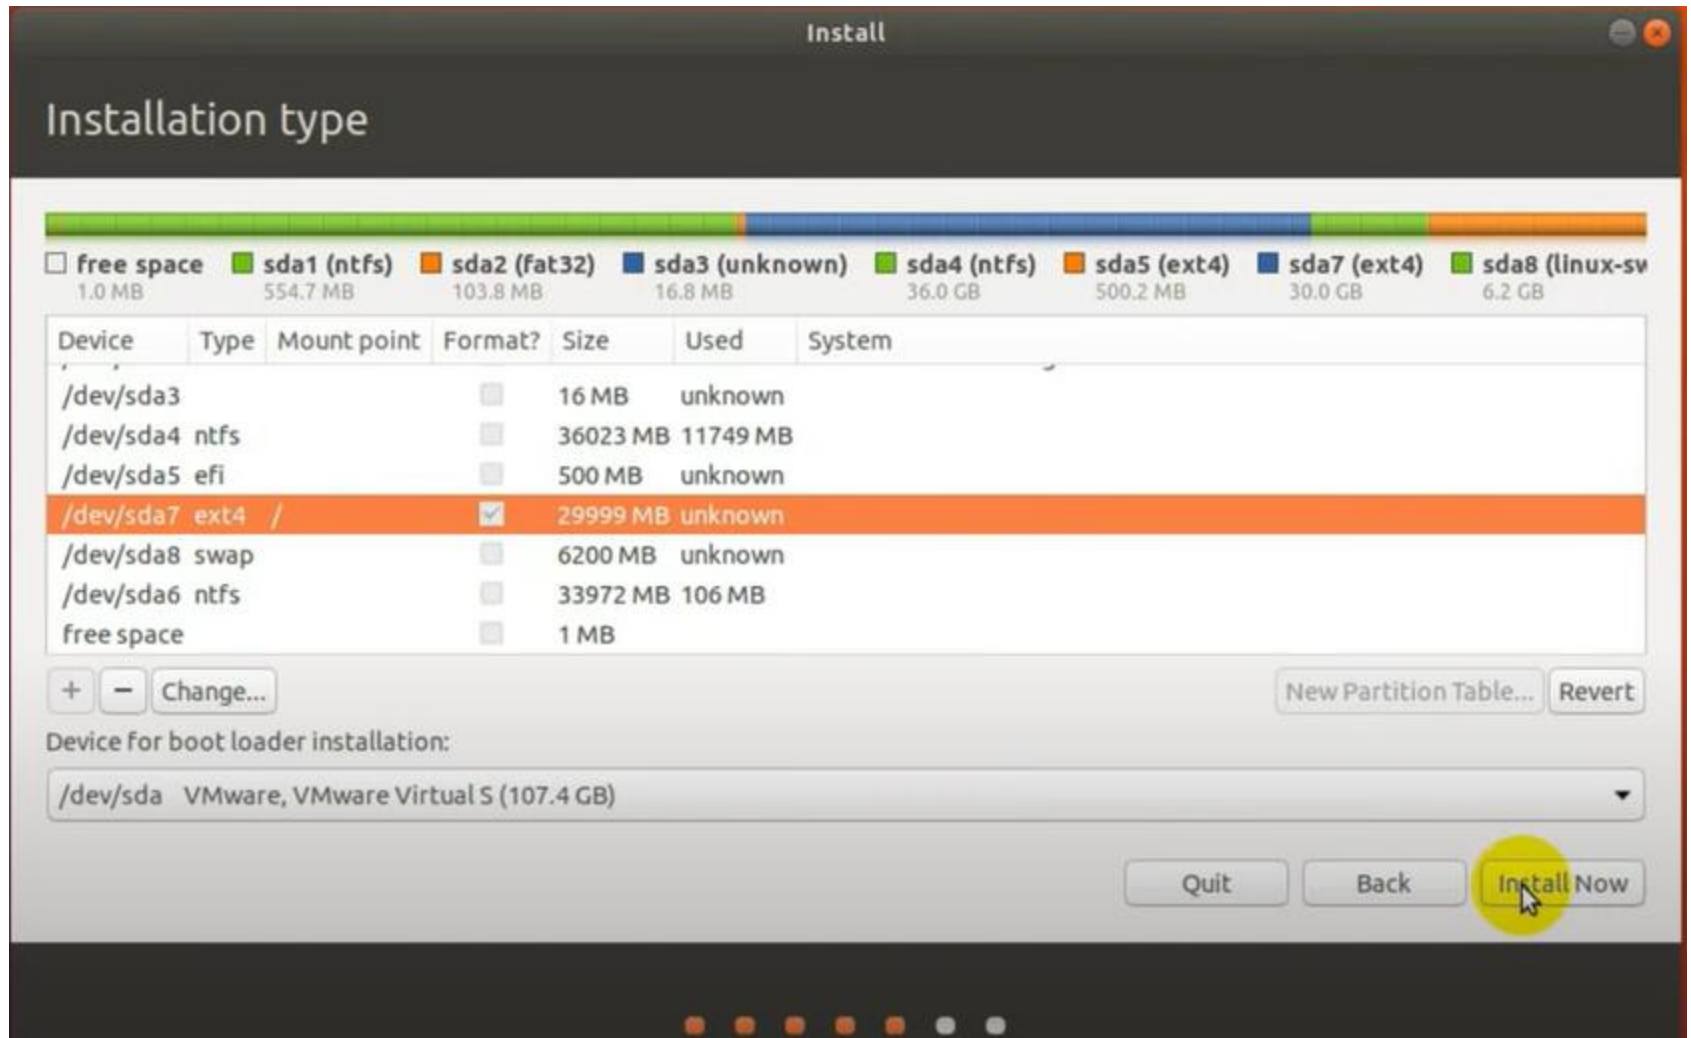 Install
Installation type
free space sda1 (ntfs) sda2 (fat32) sda3 (unknown) sda4 (ntfs) sda5 (ext4) sda7 (ext4) sda8 (linux-sw
1.0 MB 554.7 MB 103.8 MB 16.8 MB 36.0 GB 500.2 MB 30.0 GB 6.2 GB
Device Type Mount point Format? Size Used System
/dev/sda3 16 MB unknown
/dev/sda4 ntfs 36023 MB 11749 MB
/dev/sda5 efi 500 MB unknown
/dev/sda7 ext4 / 29999 MB unknown
/dev/sda8 swap 6200 MB unknown
/dev/sda6 ntfs 33972 MB 106 MB
free space 1 MB
+ − Change... New Partition Table... Revert
Device for boot loader installation:
/dev/sda VMware, VMware Virtual S (107.4 GB)
Quit Back Install Now